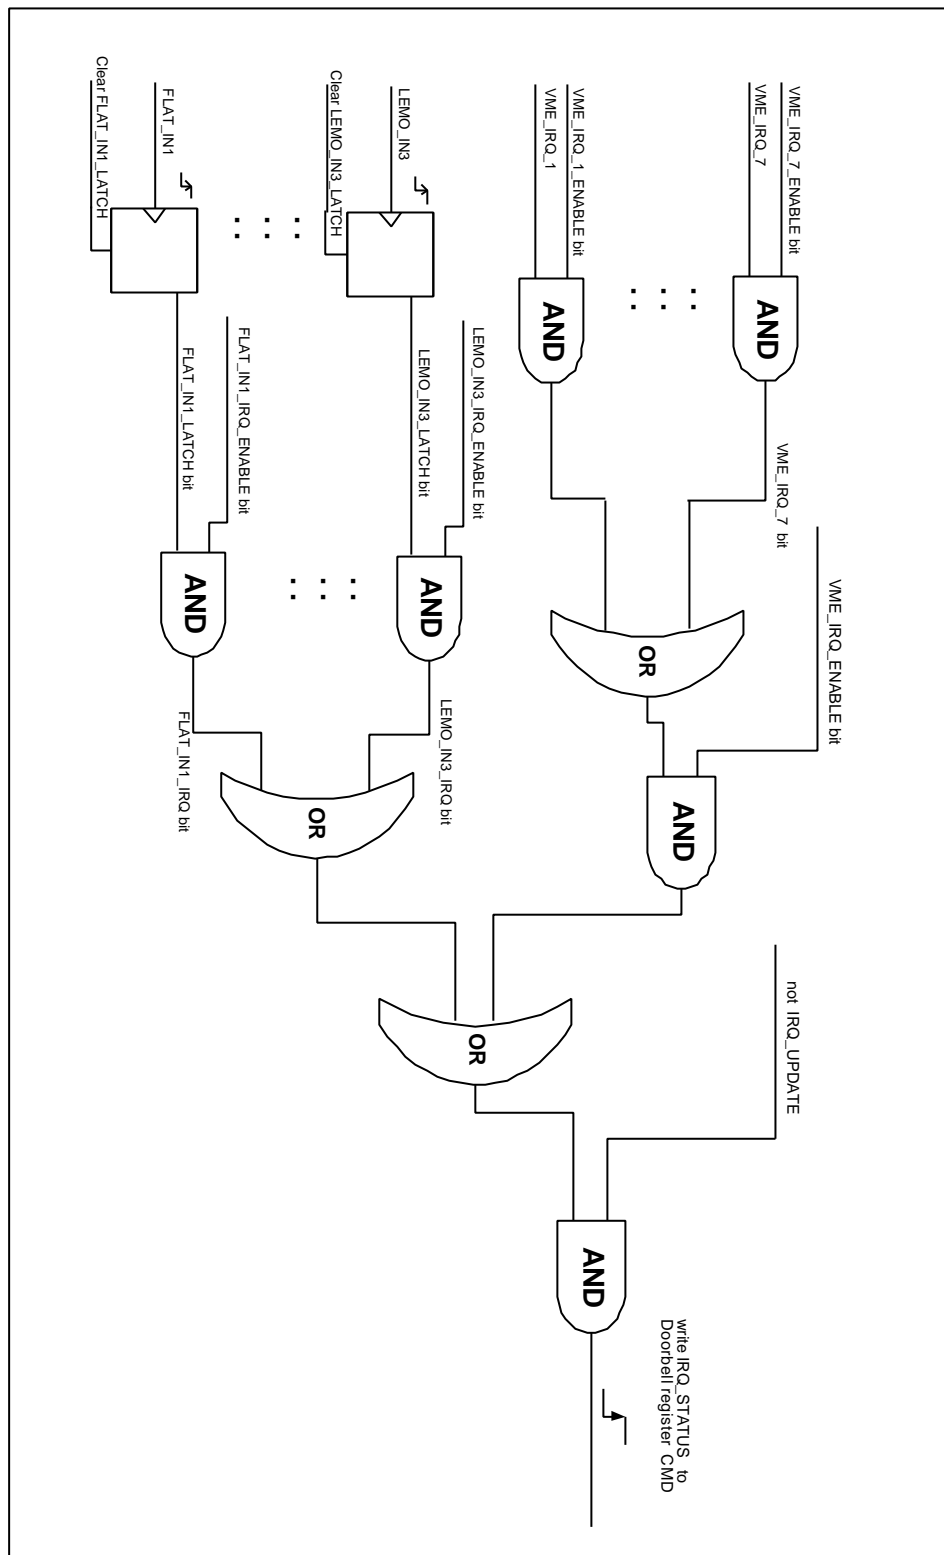 VME_IRQ_7_ENABLE bit
VME_IRQ_7
AND
VME_IRQ_7 bit
VME_IRQ_1_ENABLE bit
VME_IRQ_1
AND
OR
VME_IRQ_ENABLE bit
AND
LEMO_IN3
Clear LEMO_IN3_LATCH
LEMO_IN3_IRQ_ENABLE bit
LEMO_IN3_LATCH bit
AND
LEMO_IN3_IRQ bit
FLAT_IN1
Clear FLAT_IN1_LATCH
FLAT_IN1_IRQ_ENABLE bit
FLAT_IN1_LATCH bit
AND
FLAT_IN1_IRQ bit
OR
OR
not IRQ_UPDATE
AND
write IRQ_STATUS to
Doorbell register CMD